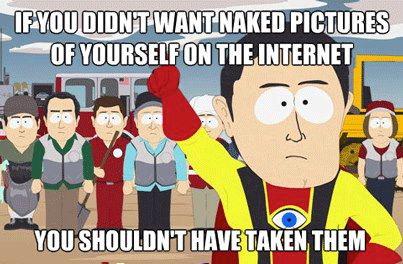 IF YOU DIDN'T WANT NAKED PICTURES
OF YOURSELF ON THE INTERNET
YOU SHOULDN'T HAVE TAKEN THEM